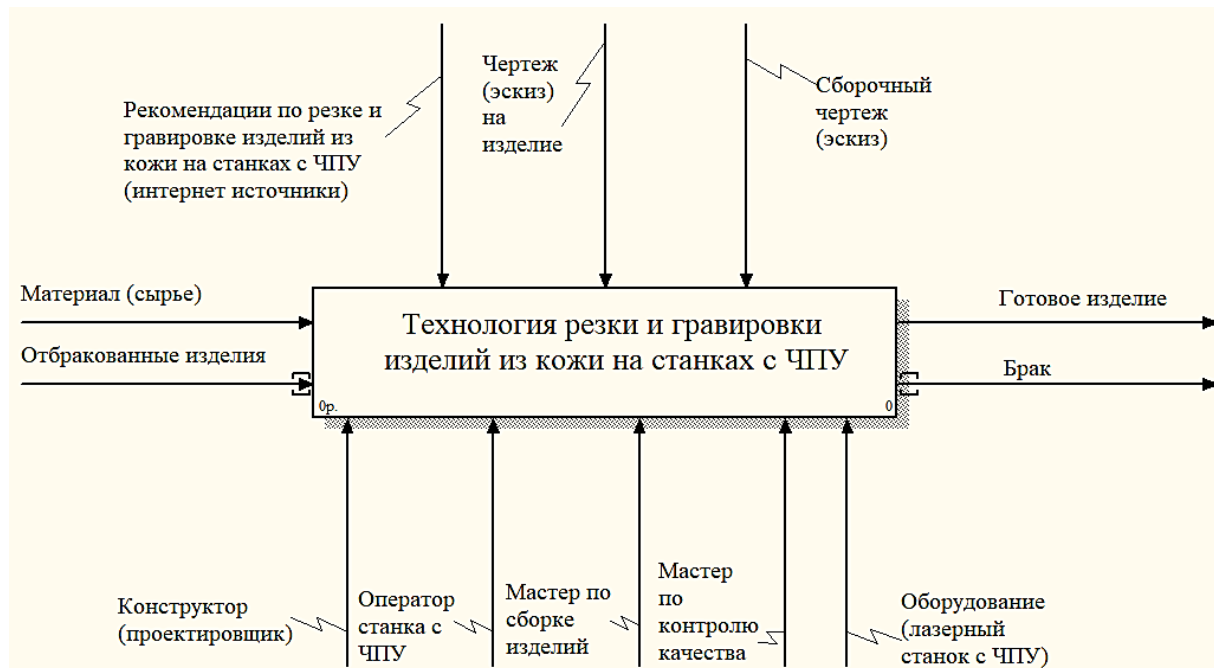 Рекомендации по резке и
гравировке изделий из
кожи на станках с ЧПУ
(интернет источники)
Чертеж
(эскиз)
на
изделие
Сборочный
чертеж
(эскиз)
Материал (сырье)
Отбракованные изделия
Технология резки и гравировки
изделий из кожи на станках с ЧПУ
0р.
0
Готовое изделие
Брак
Конструктор
(проектировщик)
Оператор
станка с
ЧПУ
Мастер по
сборке
изделий
Мастер
по
контролю
качества
Оборудование
(лазерный
станок с ЧПУ)